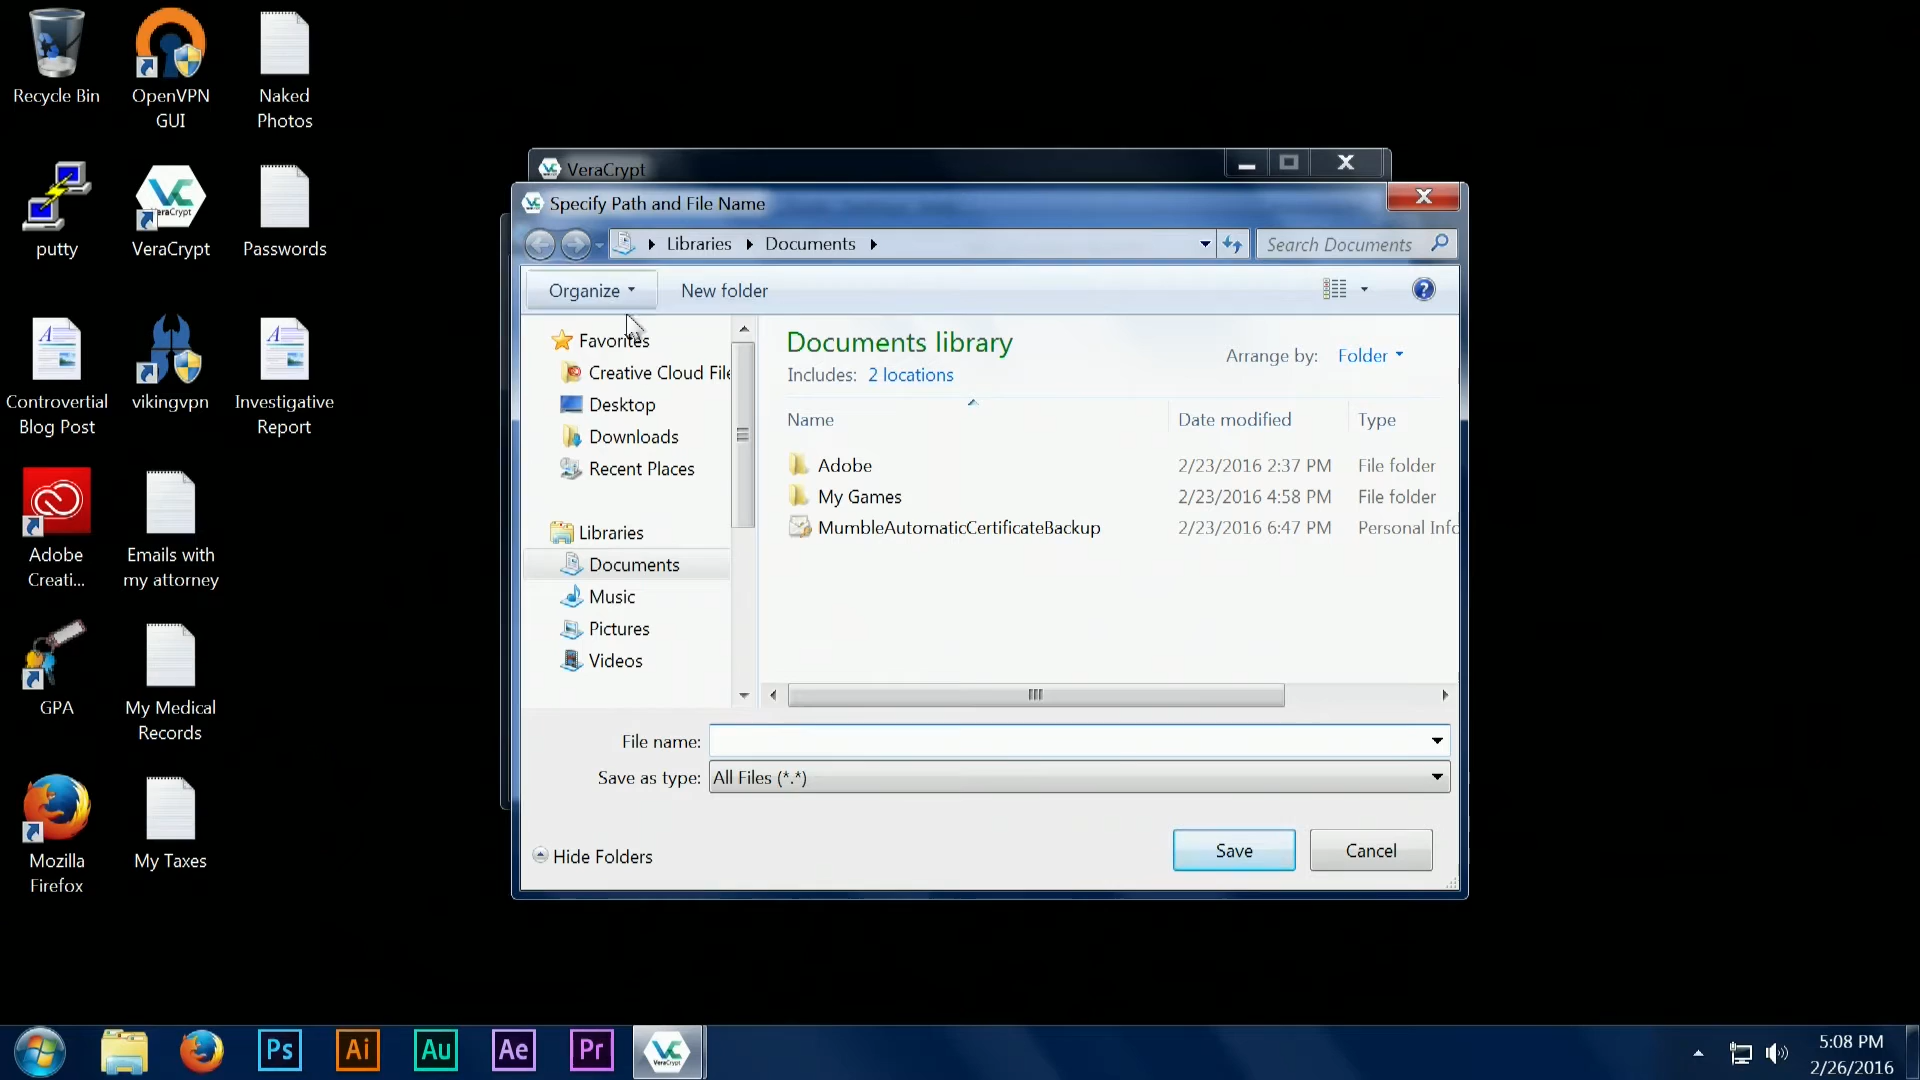 Recycle Bin
OpenVPN
GUI
Naked
Photos
putty
VeraCrypt
VeraCrypt
Passwords
Controvertial
Blog Post
vikingvpn
Investigative
Report
Adobe
Creati...
Emails with
my attorney
GPA
My Medical
Records
Mozilla
Firefox
My Taxes
VeraCrypt
Specify Path and File Name
Libraries
Documents
Search Documents
Organize
New folder
Favorites
Creative Cloud File
Desktop
Downloads
Recent Places
Libraries
Documents
Music
Pictures
Videos
Documents library
Includes: 2 locations
Arrange by: Folder
Name Date modified Type
Adobe 2/23/2016 2:37 PM File folder
My Games 2/23/2016 4:58 PM File folder
MumbleAutomaticCertificateBackup 2/23/2016 6:47 PM Personal Info
File name:
Save as type: All Files (*.*)
Hide Folders
Save
Cancel
Ps
Ai
Au
Ae
Pr
VeraCrypt
5:08 PM
2/26/2016